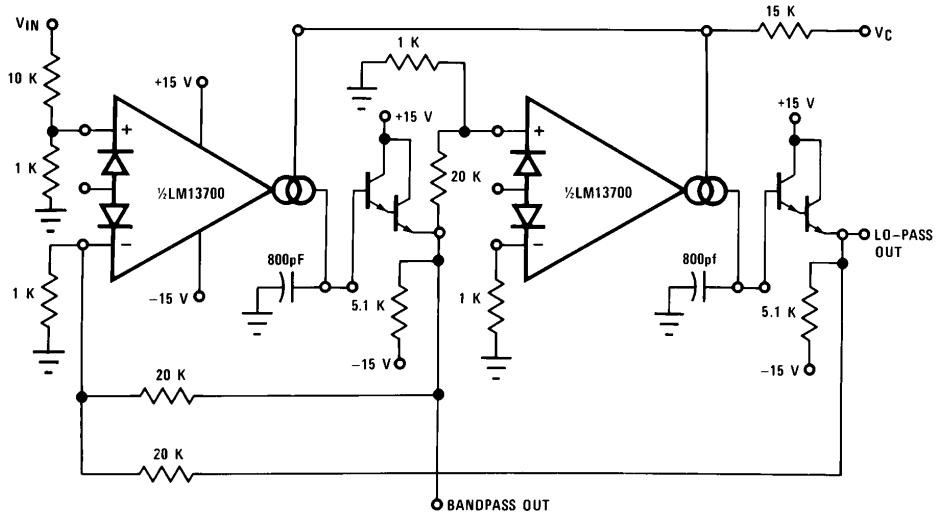 VIN
10 K
1 K
+
−
1 K
+15 V
½LM13700
−15 V
800pF
+15 V
5.1 K
−15 V
1 K
20 K
+
−
1 K
½LM13700
15 K
VC
800pf
+15 V
LO–PASS
OUT
5.1 K
−15 V
20 K
20 K
BANDPASS OUT